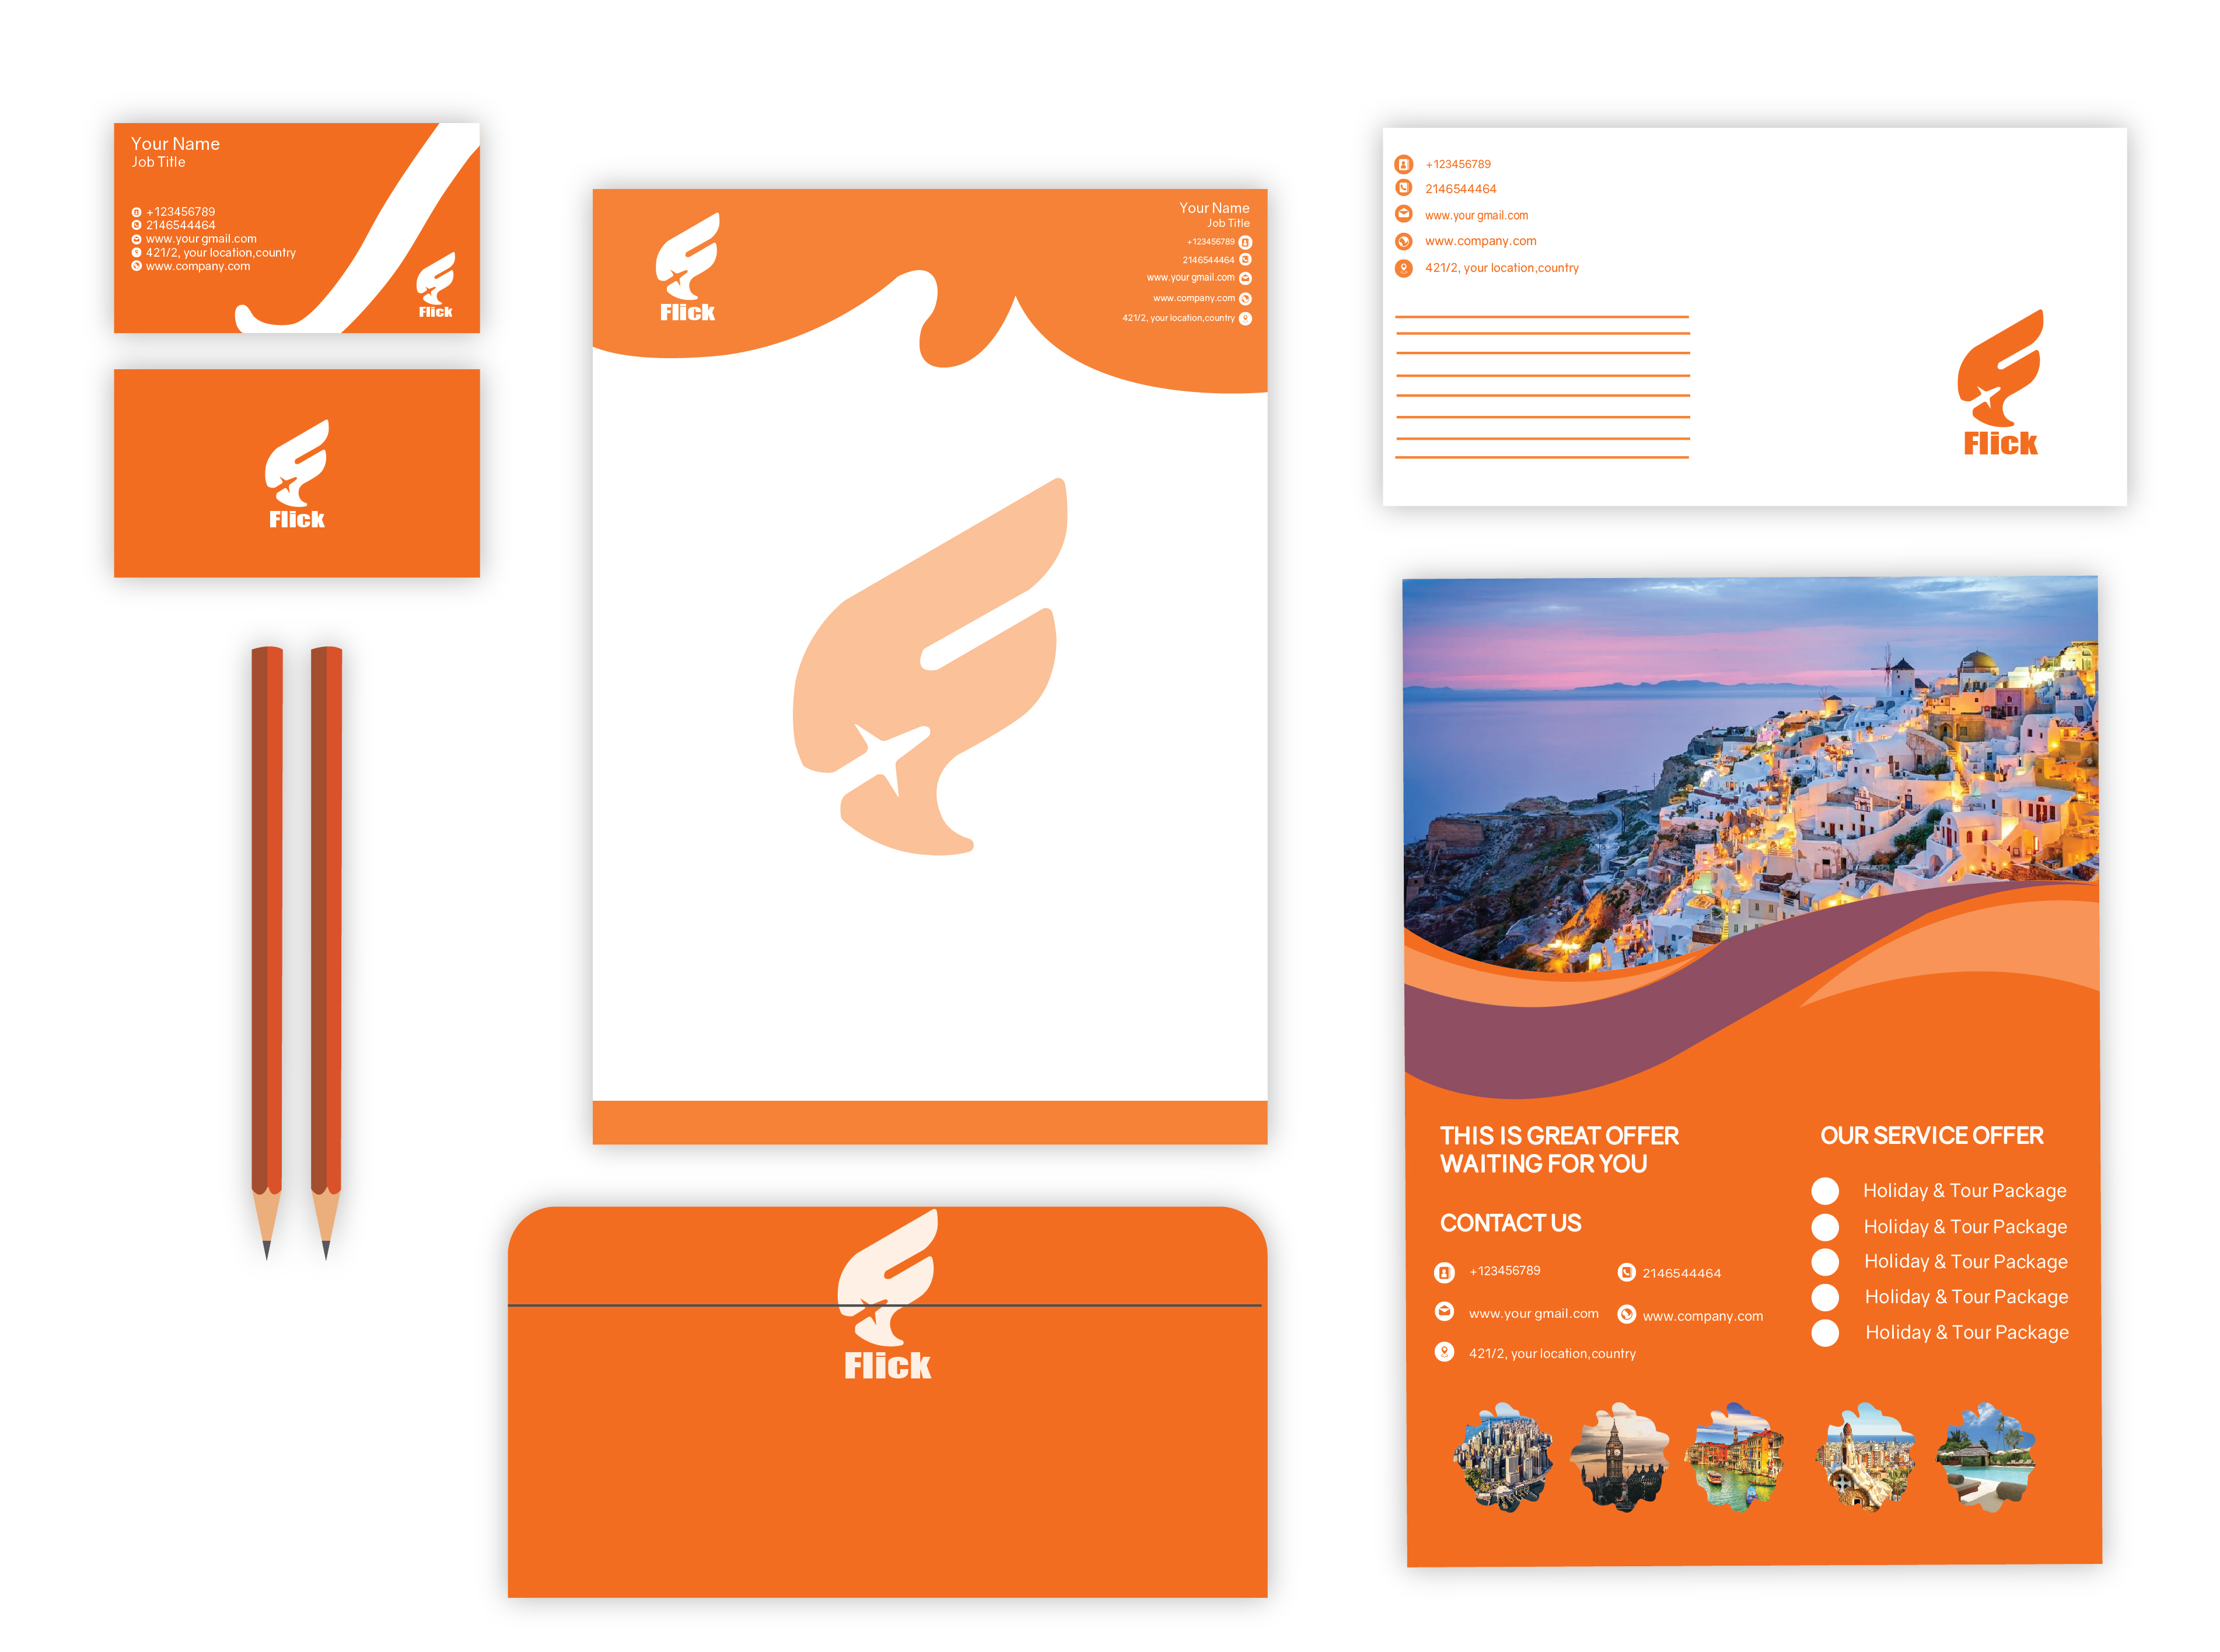 Your Name
Job Title
+123456789
2146544464
www.your gmail.com
421/2, your location,country
www.company.com
Flick
Flick
Flick
Your Name
Job Title
+123456789
2146544464
www.your gmail.com
www.company.com
421/2, your location,country
Flick
+123456789
2146544464
www.your gmail.com
www.company.com
421/2, your location,country
Flick
THIS IS GREAT OFFER
WAITING FOR YOU
CONTACT US
+123456789
2146544464
www.your gmail.com
www.company.com
421/2, your location,country
OUR SERVICE OFFER
Holiday & Tour Package
Holiday & Tour Package
Holiday & Tour Package
Holiday & Tour Package
Holiday & Tour Package